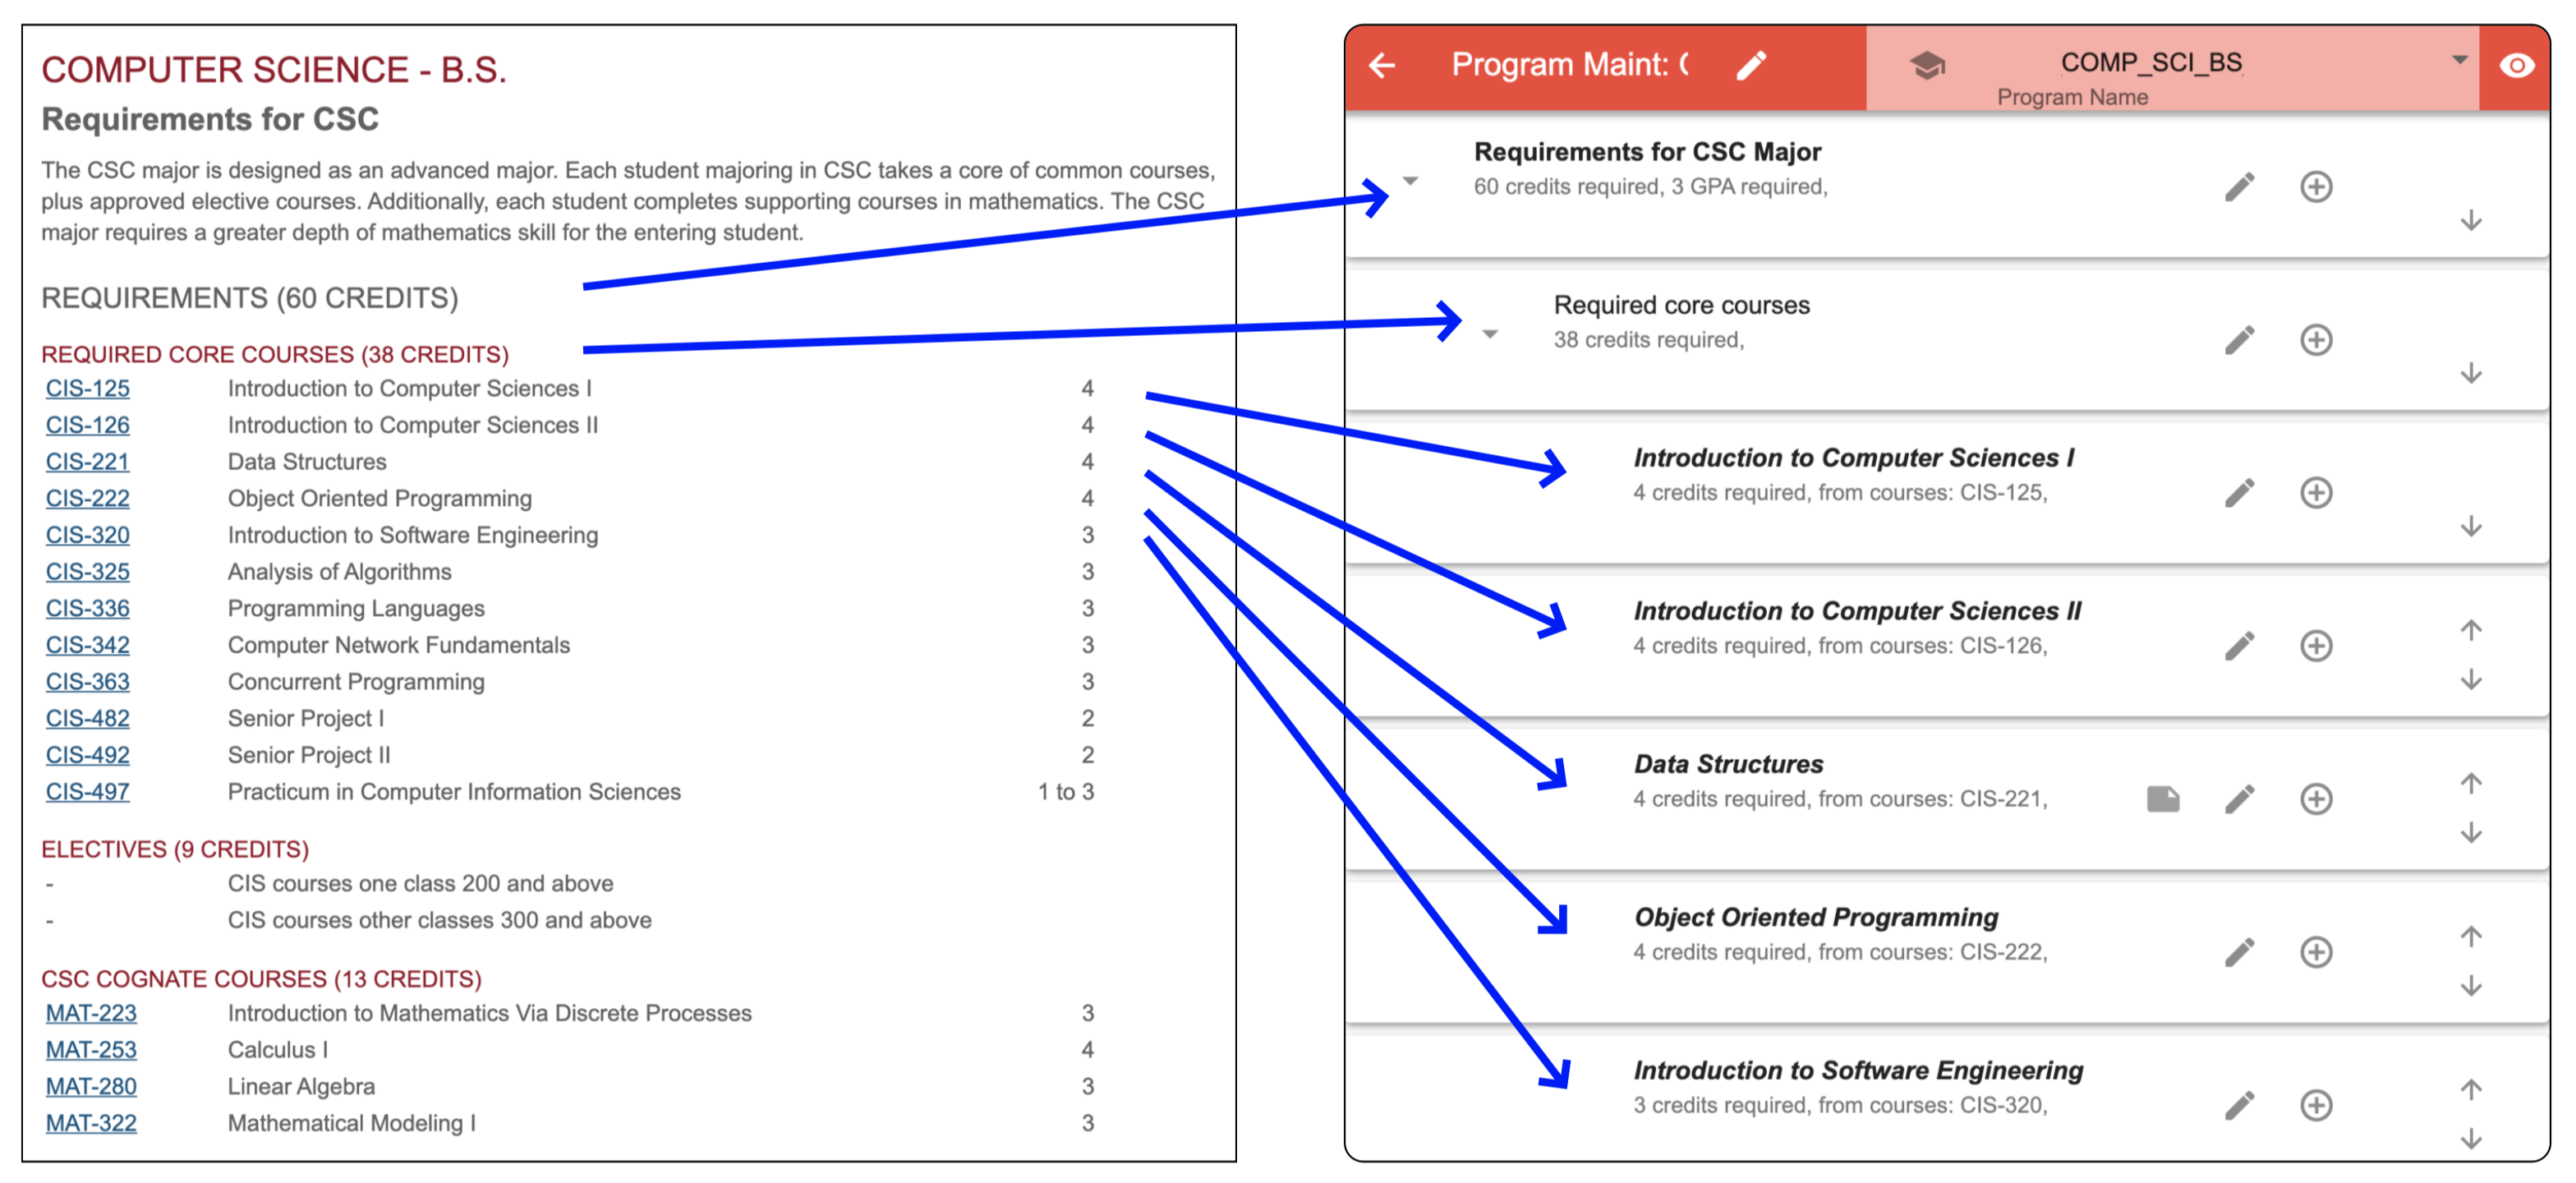 COMPUTER SCIENCE - B.S.
Requirements for CSC
The CSC major is designed as an advanced major. Each student majoring in CSC takes a core of common courses,
plus approved elective courses. Additionally, each student completes supporting courses in mathematics. The CSC
major requires a greater depth of mathematics skill for the entering student.
REQUIREMENTS (60 CREDITS)
REQUIRED CORE COURSES (38 CREDITS)
CIS-125 Introduction to Computer Sciences I 4
CIS-126 Introduction to Computer Sciences II 4
CIS-221 Data Structures 4
CIS-222 Object Oriented Programming 4
CIS-320 Introduction to Software Engineering 3
CIS-325 Analysis of Algorithms 3
CIS-336 Programming Languages 3
CIS-342 Computer Network Fundamentals 3
CIS-363 Concurrent Programming 3
CIS-482 Senior Project I 2
CIS-492 Senior Project II 2
CIS-497 Practicum in Computer Information Sciences 1 to 3
ELECTIVES (9 CREDITS)
- CIS courses one class 200 and above
- CIS courses other classes 300 and above
CSC COGNATE COURSES (13 CREDITS)
MAT-223 Introduction to Mathematics Via Discrete Processes 3
MAT-253 Calculus I 4
MAT-280 Linear Algebra 3
MAT-322 Mathematical Modeling I 3
Program Maint:
COMP_SCI_BS
Program Name
Requirements for CSC Major
60 credits required, 3 GPA required,
Required core courses
38 credits required,
Introduction to Computer Sciences I
4 credits required, from courses: CIS-125,
Introduction to Computer Sciences II
4 credits required, from courses: CIS-126,
Data Structures
4 credits required, from courses: CIS-221,
Object Oriented Programming
4 credits required, from courses: CIS-222,
Introduction to Software Engineering
3 credits required, from courses: CIS-320,